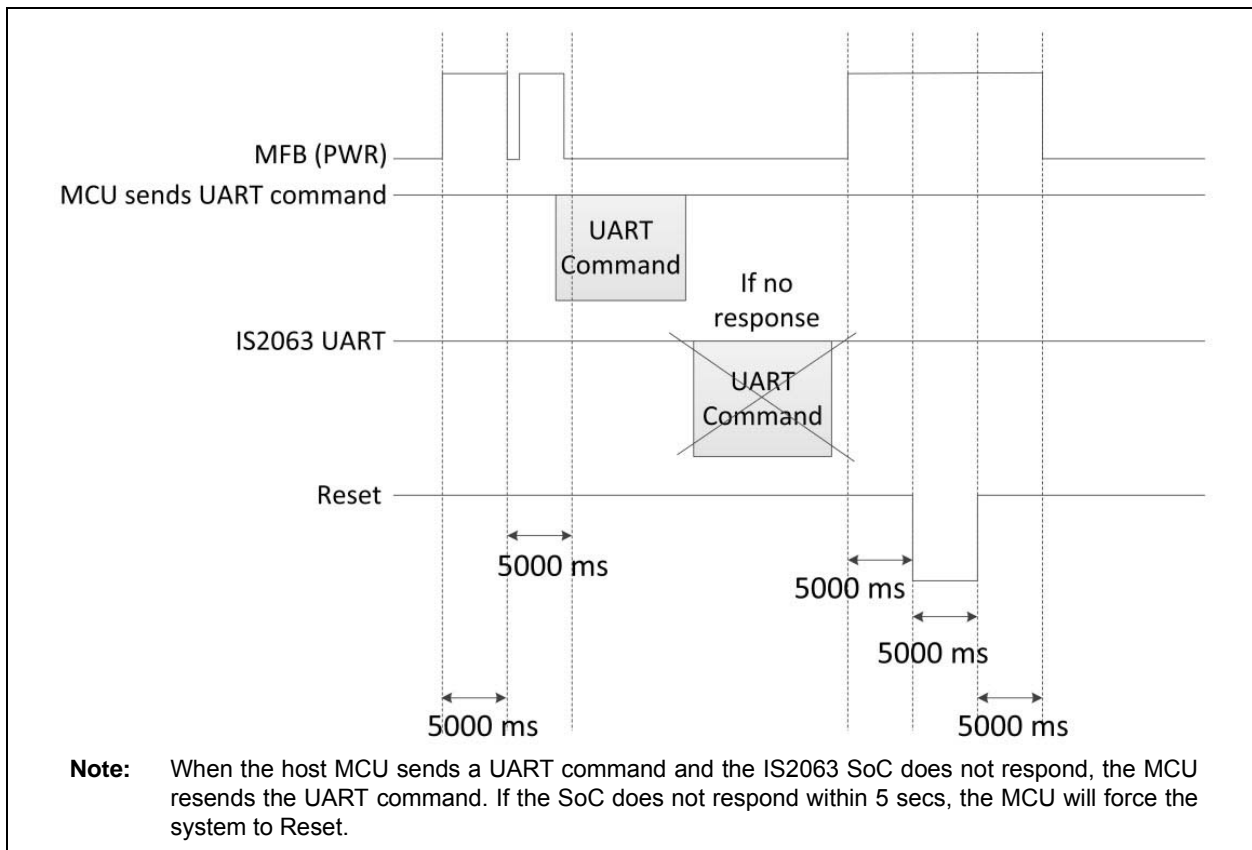 MFB (PWR)
MCU sends UART command
UART
Command
If no
response
IS2063 UART
UART
Command
Reset
5000 ms
5000 ms
5000 ms
5000 ms
5000 ms
Note: When the host MCU sends a UART command and the IS2063 SoC does not respond, the MCU
resends the UART command. If the SoC does not respond within 5 secs, the MCU will force the
system to Reset.